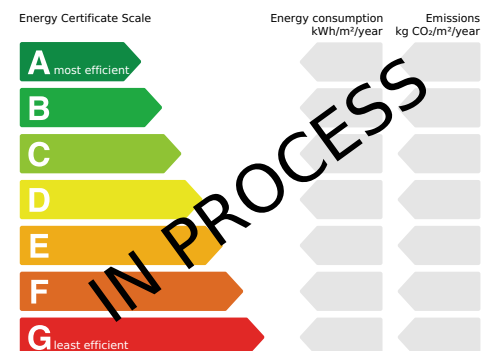 Energy Certificate Scale
Energy consumption
kWh/m²/year
Emissions
kg CO₂/m²/year
A most efficient
B
C
D
E
F
G least efficient
IN PROCESS